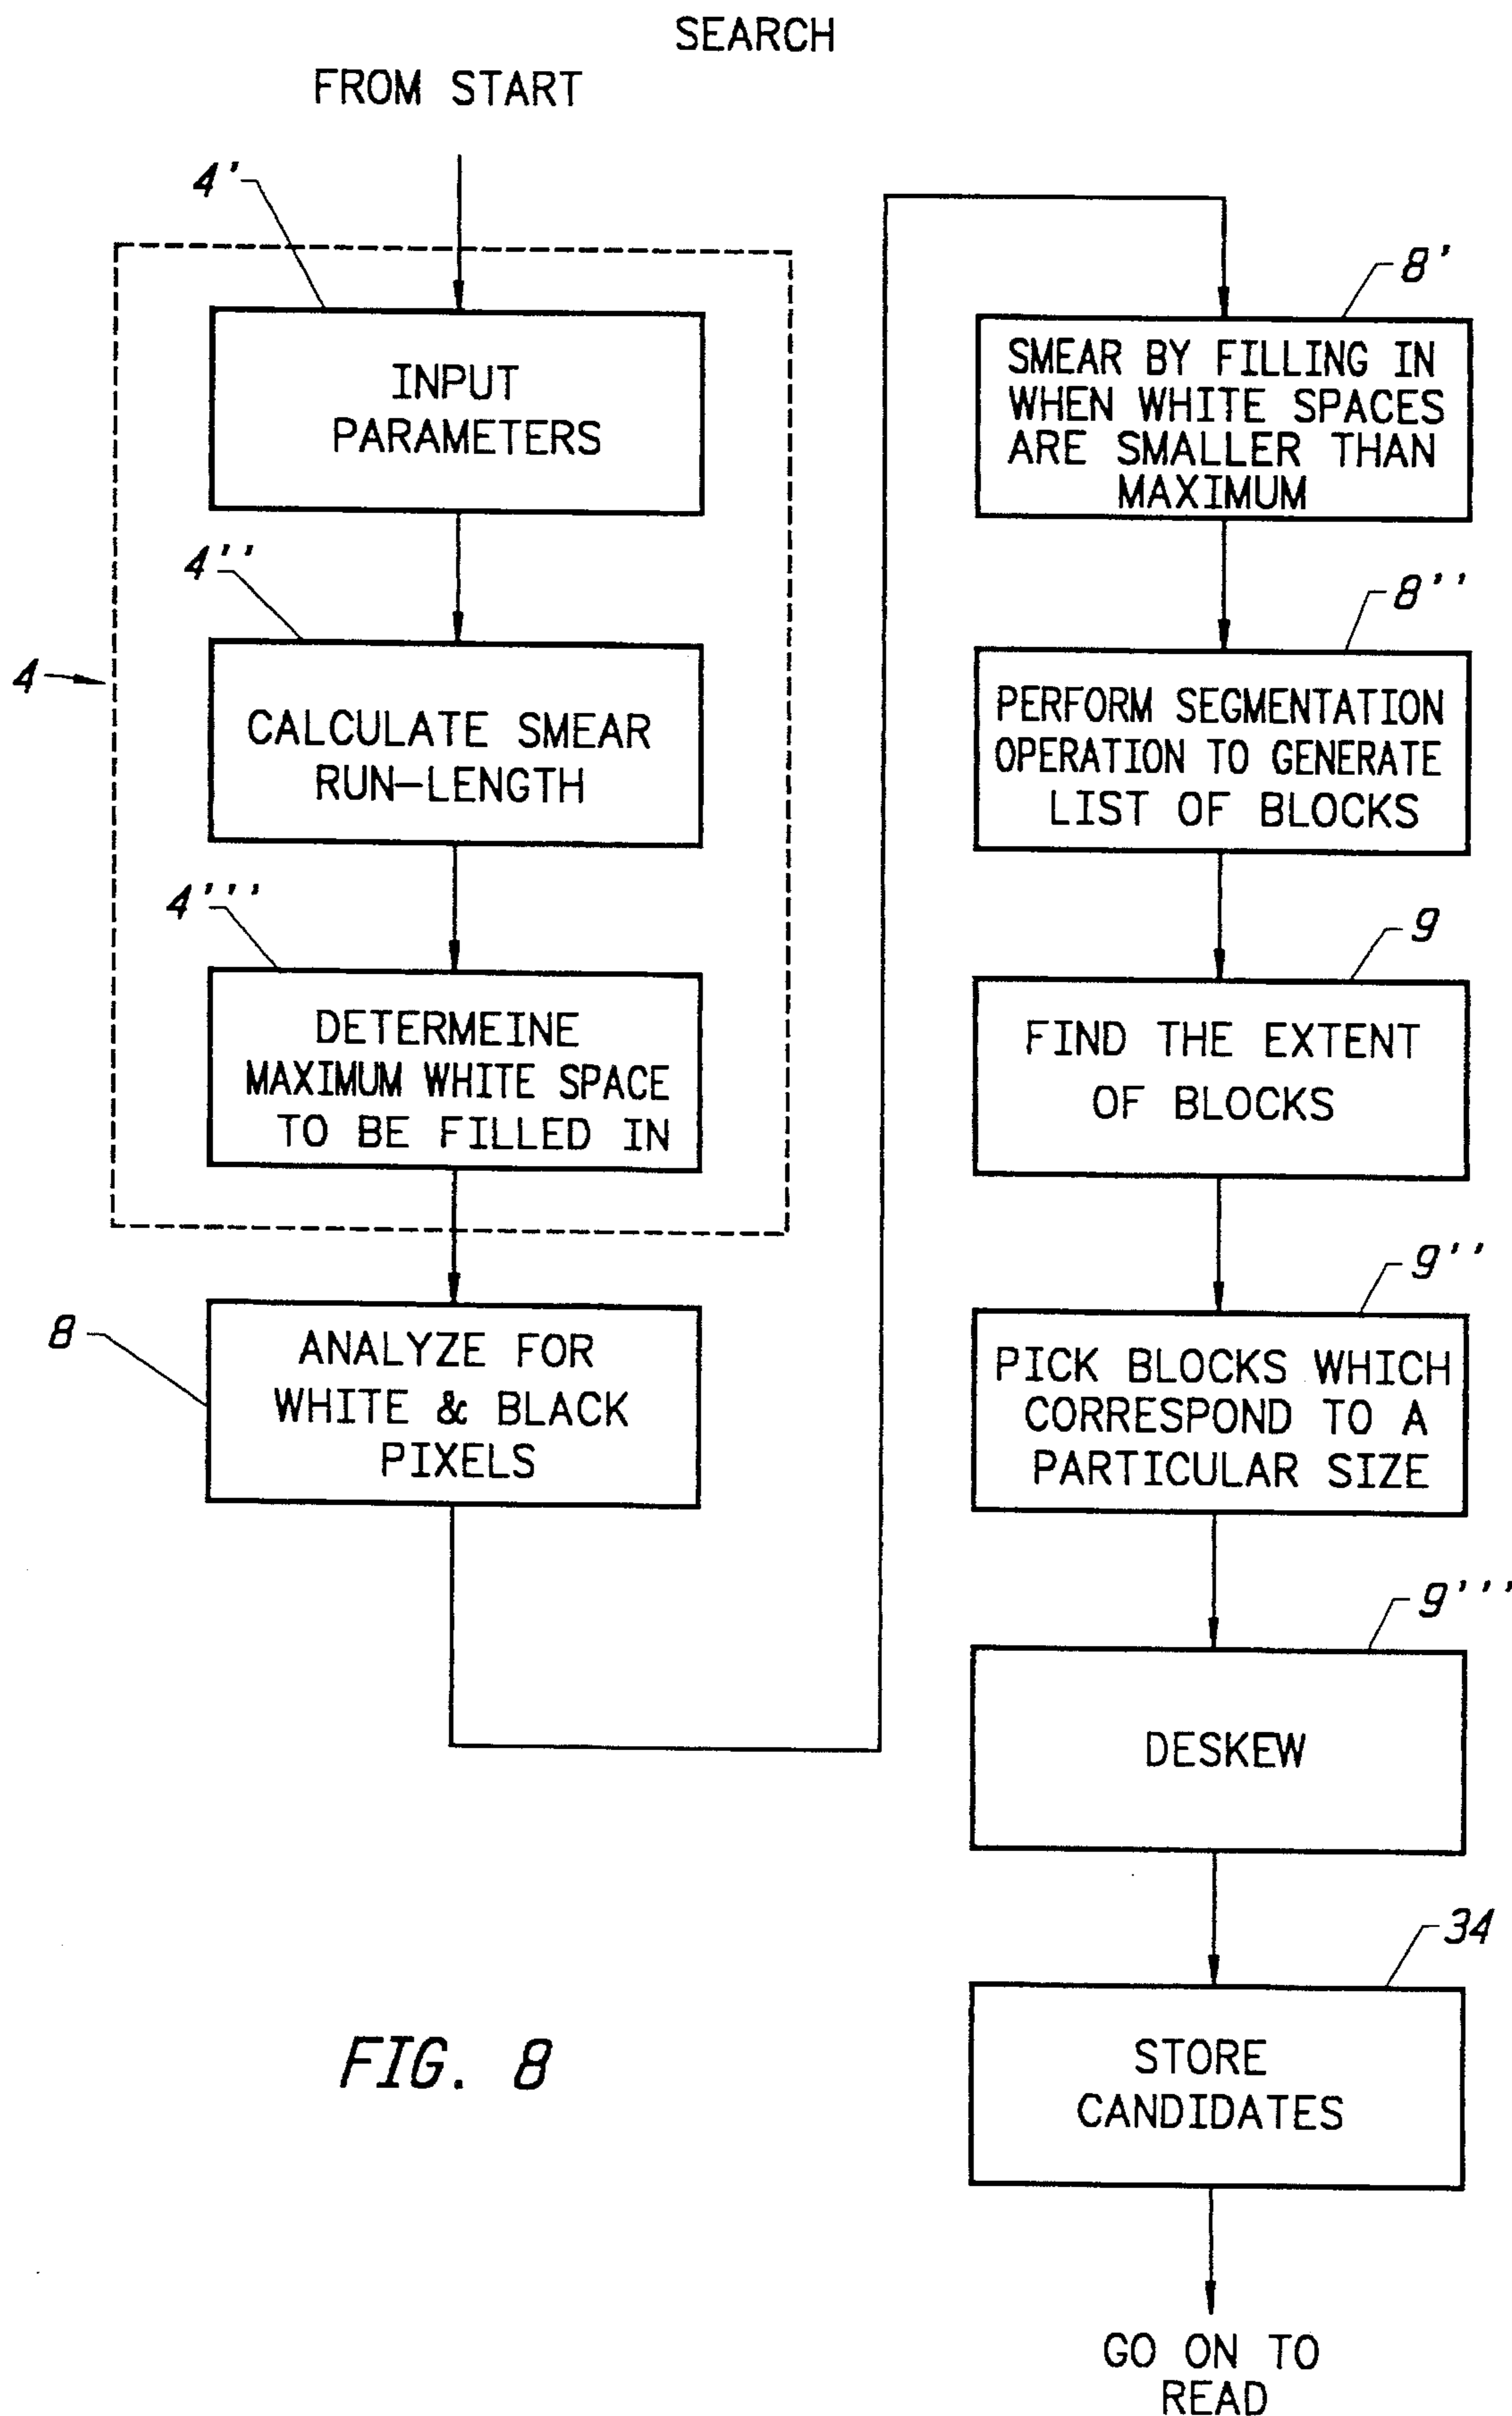 SEARCH
FROM START
4'
INPUT
PARAMETERS
4''
CALCULATE SMEAR
RUN-LENGTH
4
4'''
DETERMEINE
MAXIMUM WHITE SPACE
TO BE FILLED IN
8
ANALYZE FOR
WHITE & BLACK
PIXELS
8'
SMEAR BY FILLING IN
WHEN WHITE SPACES
ARE SMALLER THAN
MAXIMUM
8''
PERFORM SEGMENTATION
OPERATION TO GENERATE
LIST OF BLOCKS
9
FIND THE EXTENT
OF BLOCKS
9''
PICK BLOCKS WHICH
CORRESPOND TO A
PARTICULAR SIZE
9'''
DESKEW
34
STORE
CANDIDATES
GO ON TO
READ
FIG. 8